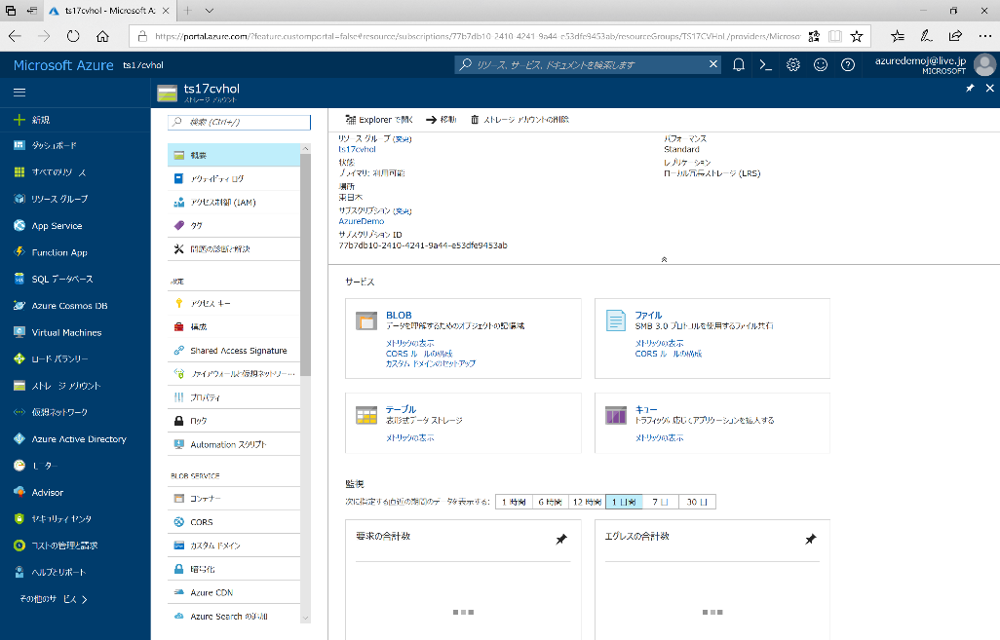 ts17cvhol - Microsoft Az
https://portal.azure.com/?feature.customportal=false#resource/subscriptions/77b7db10-2410-4241-9a44-e53dfe9453ab/resourceGroups/TS17CVHoL/providers/Microsof
Microsoft Azure ts17cvhol
リソース、サービス、ドキュメントを検索します
azuredemoj@live.jp
MICROSOFT
新規
ダッシュボード
すべてのリソース
リソース グループ
App Service
Function App
SQL データベース
Azure Cosmos DB
Virtual Machines
ロード バランサー
ストレージ アカウント
仮想ネットワーク
Azure Active Directory
モニター
Advisor
セキュリティ センター
コストの管理と請求
ヘルプとサポート
その他のサービス >
ts17cvhol
ストレージ アカウント
検索 (Ctrl+/)
概要
アクティビティ ログ
アクセス制御 (IAM)
タグ
問題の診断と解決
設定
アクセス キー
構成
Shared Access Signature
ファイアウォールと仮想ネットワー…
プロパティ
ロック
Automation スクリプト
BLOB SERVICE
コンテナー
CORS
カスタム ドメイン
暗号化
Azure CDN
Azure Search の追加
Explorer で開く 移動 ストレージ アカウントの削除
リソース グループ (変更)
ts17cvhol
状態
プライマリ: 利用可能
場所
東日本
サブスクリプション (変更)
AzureDemo
サブスクリプション ID
77b7db10-2410-4241-9a44-e53dfe9453ab
パフォーマンス
Standard
レプリケーション
ローカル冗長ストレージ (LRS)
サービス
BLOB
データを理解するためのオブジェクトの記憶域
メトリックの表示
CORS ルールの構成
カスタム ドメインのセットアップ
ファイル
SMB 3.0 プロトコルを使用するファイル共有
メトリックの表示
CORS ルールの構成
テーブル
表形式データ ストレージ
メトリックの表示
キュー
トラフィックに応じてアプリケーションを拡大する
メトリックの表示
監視
次に指定する直近の期間のデータを表示する: 1 時間 6 時間 12 時間 1 日間 7 日 30 日
要求の合計数
エグレスの合計数